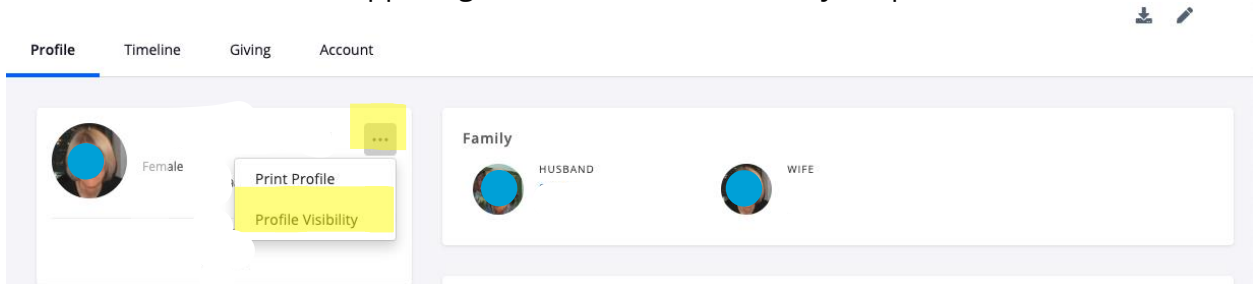 Profile Timeline Giving Account
Female
...
Print Profile
Profile Visibility
Family
HUSBAND
WIFE